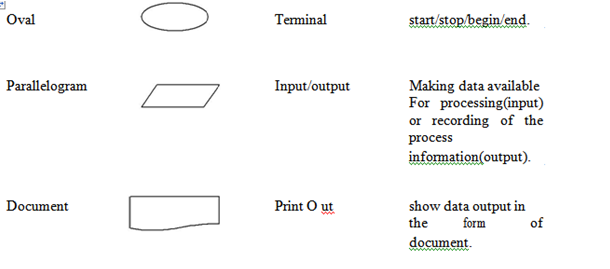 Oval Terminal start/stop/begin/end.
Parallelogram Input/output Making data available
For processing(input)
or recording of the
process
information(output).
Document Print O ut show data output in
the form of
document.